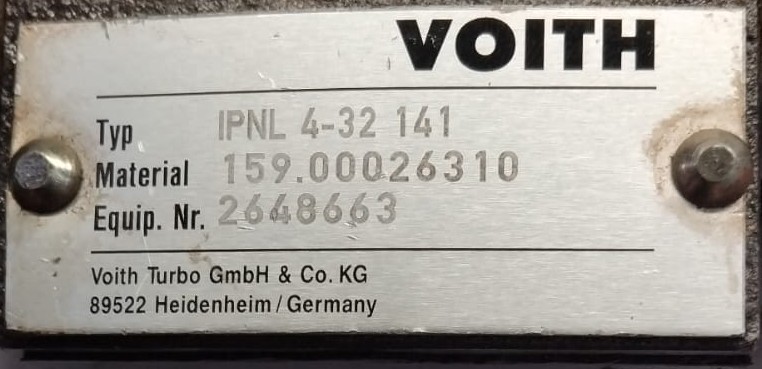 VOITH
Typ IPNL 4-32 141
Material 159.00026310
Equip. Nr. 2648663
Voith Turbo GmbH & Co. KG
89522 Heidenheim/Germany